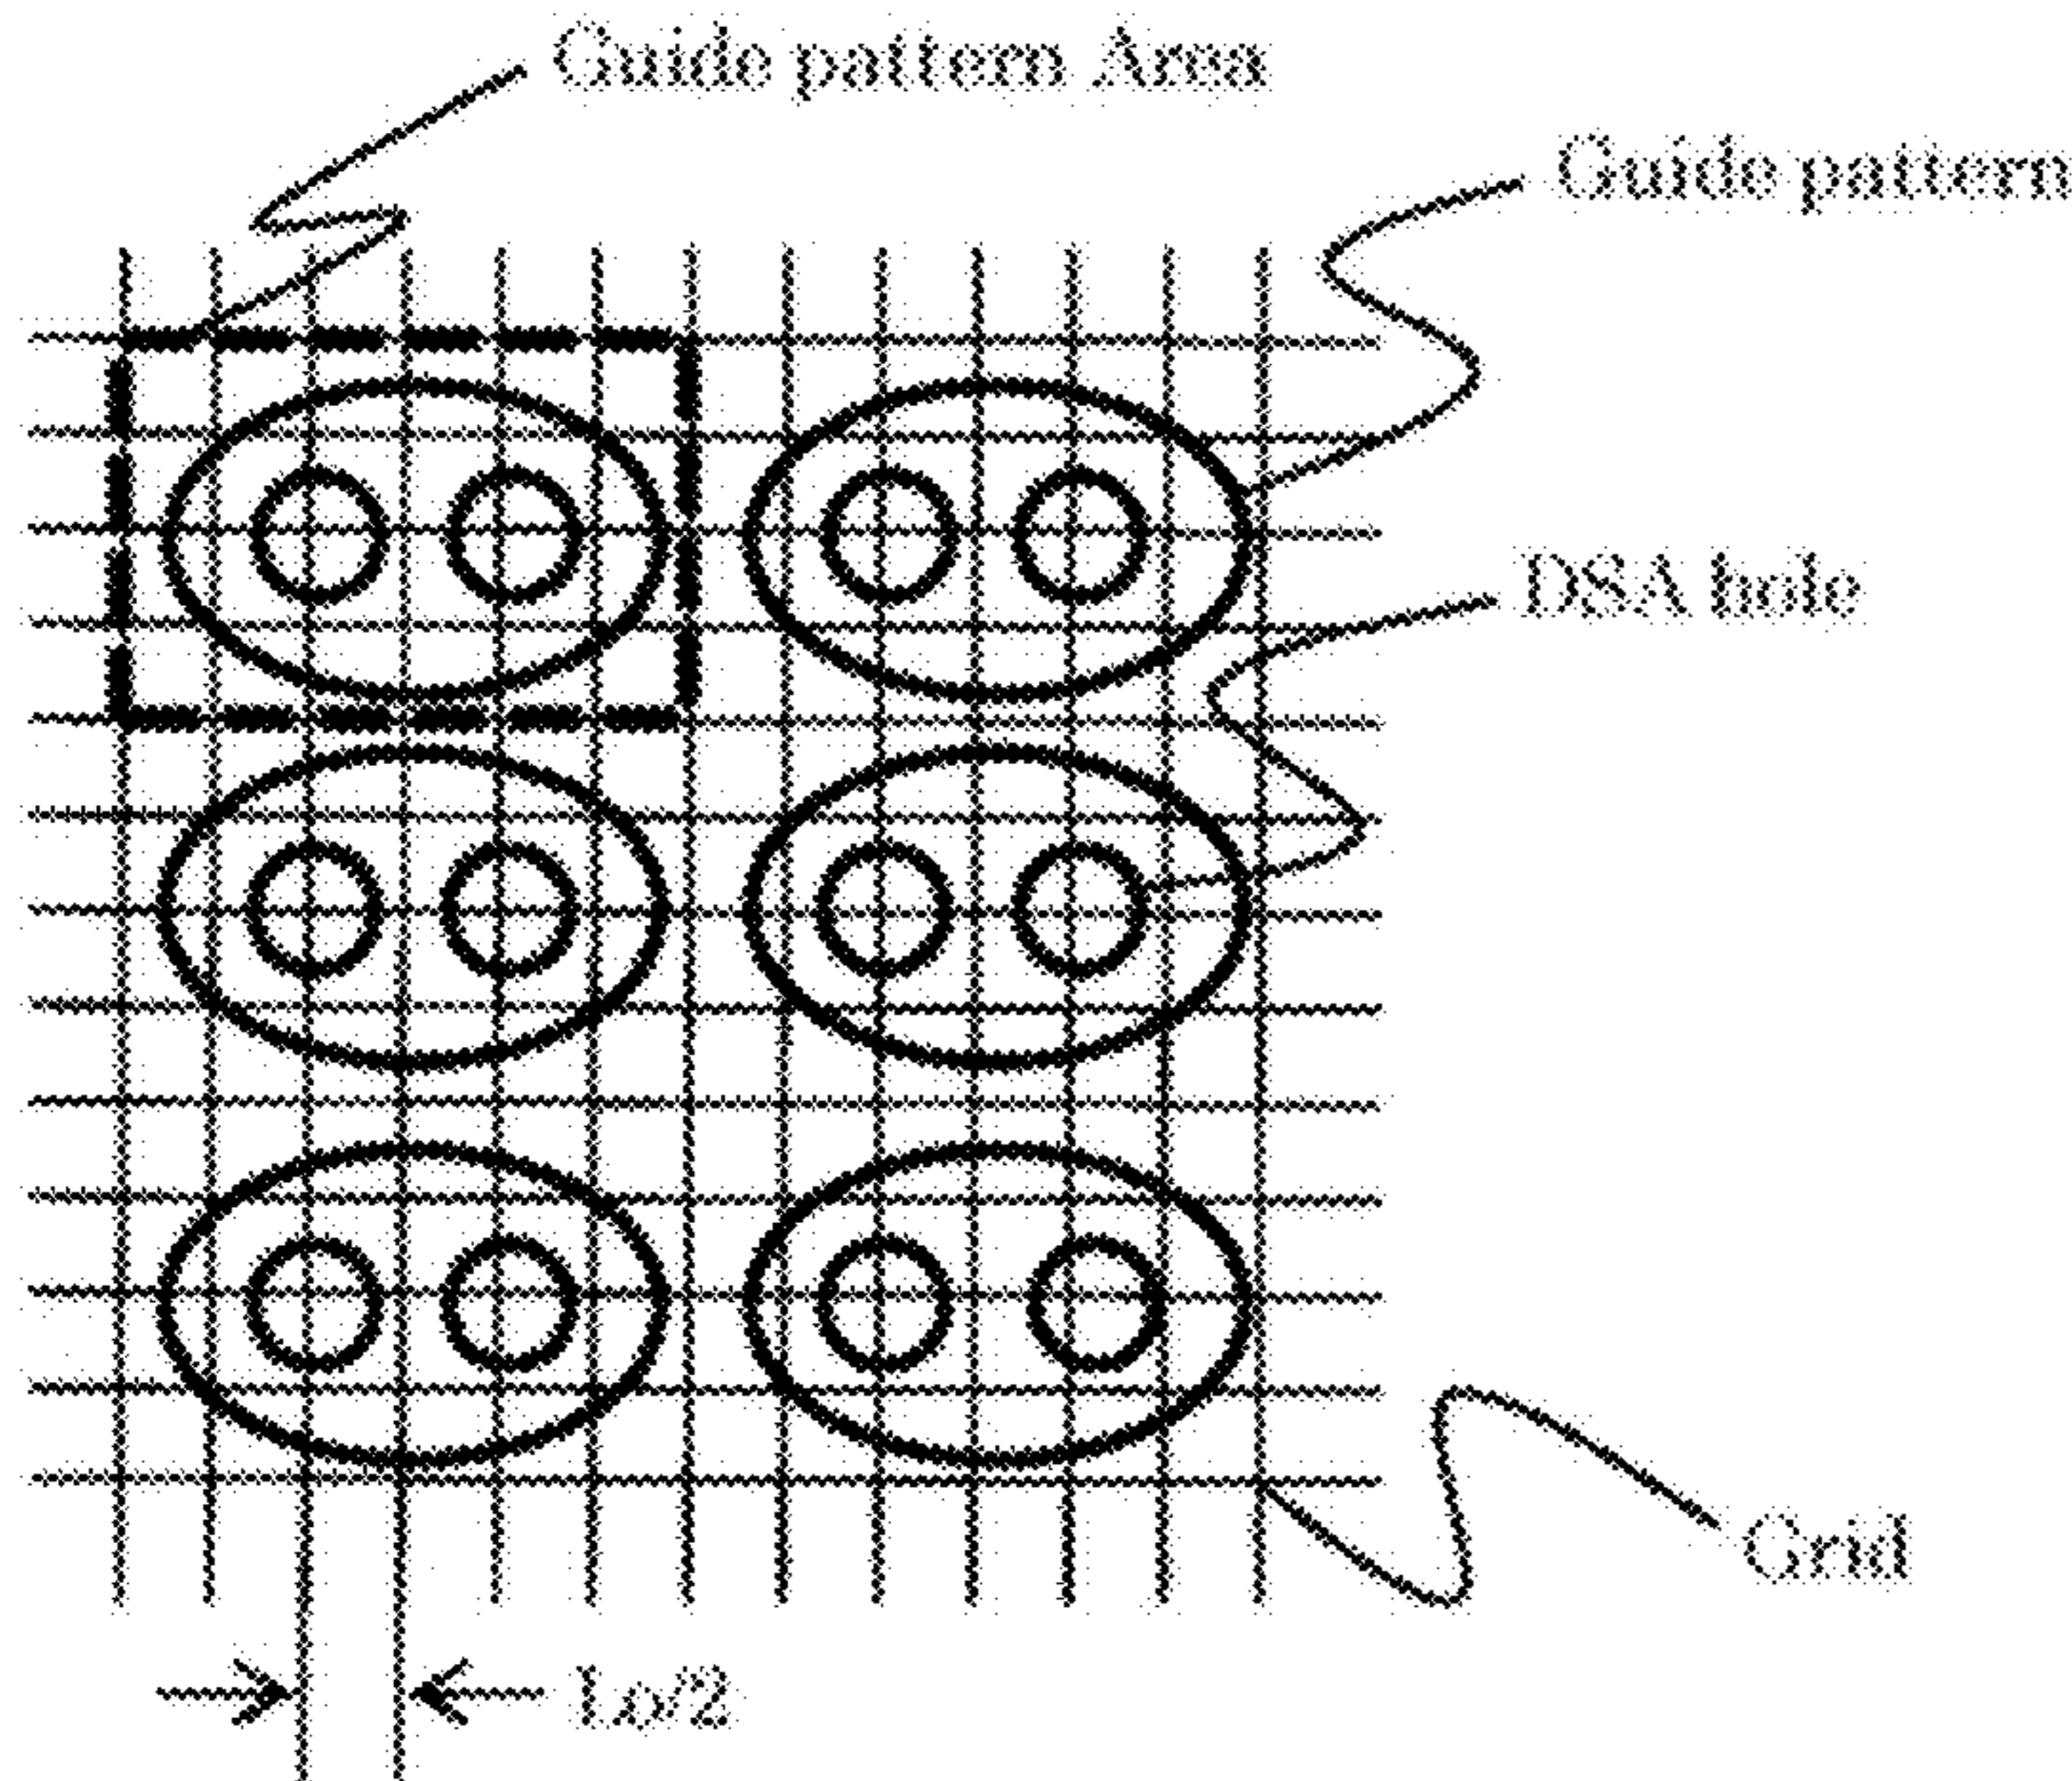 Guide pattern Area
Guide pattern
DSA hole
Grid
Lo/2